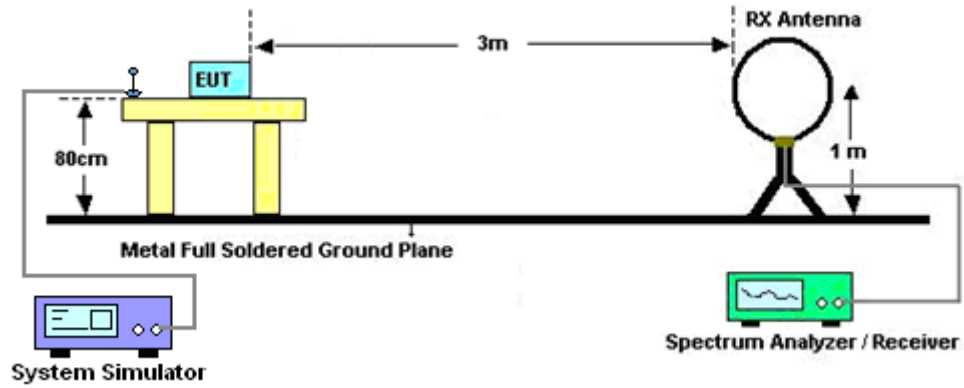 RX Antenna
3m
EUT
80cm
1 m
Metal Full Soldered Ground Plane
System Simulator
Spectrum Analyzer / Receiver